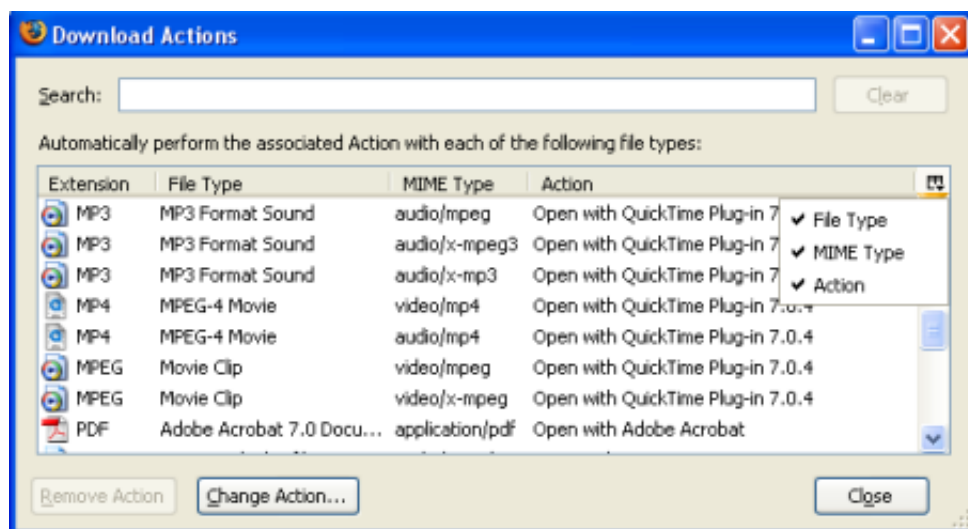 Download Actions
Search: Clear
Automatically perform the associated Action with each of the following file types:
Extension File Type MIME Type Action
MP3 MP3 Format Sound audio/mpeg Open with QuickTime Plug-in 7
File Type
MP3 MP3 Format Sound audio/x-mpeg3 Open with QuickTime Plug-in 7
MIME Type
MP3 MP3 Format Sound audio/x-mp3 Open with QuickTime Plug-in 7
Action
MP4 MPEG-4 Movie video/mp4 Open with QuickTime Plug-in 7.0.4
MP4 MPEG-4 Movie audio/mp4 Open with QuickTime Plug-in 7.0.4
MPEG Movie Clip video/mpeg Open with QuickTime Plug-in 7.0.4
MPEG Movie Clip video/x-mpeg Open with QuickTime Plug-in 7.0.4
PDF Adobe Acrobat 7.0 Docu... application/pdf Open with Adobe Acrobat
Remove Action Change Action... Close